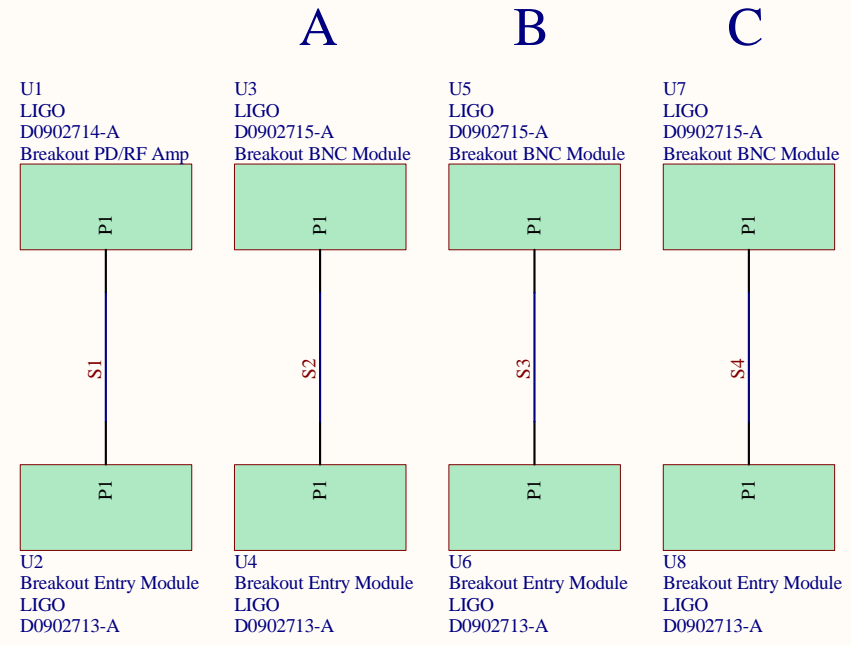 A B C
U1
LIGO
D0902714-A
Breakout PD/RF Amp
P1
S1
P1
U2
Breakout Entry Module
LIGO
D0902713-A
U3
LIGO
D0902715-A
Breakout BNC Module
P1
S2
P1
U4
Breakout Entry Module
LIGO
D0902713-A
U5
LIGO
D0902715-A
Breakout BNC Module
P1
S3
P1
U6
Breakout Entry Module
LIGO
D0902713-A
U7
LIGO
D0902715-A
Breakout BNC Module
P1
S4
P1
U8
Breakout Entry Module
LIGO
D0902713-A